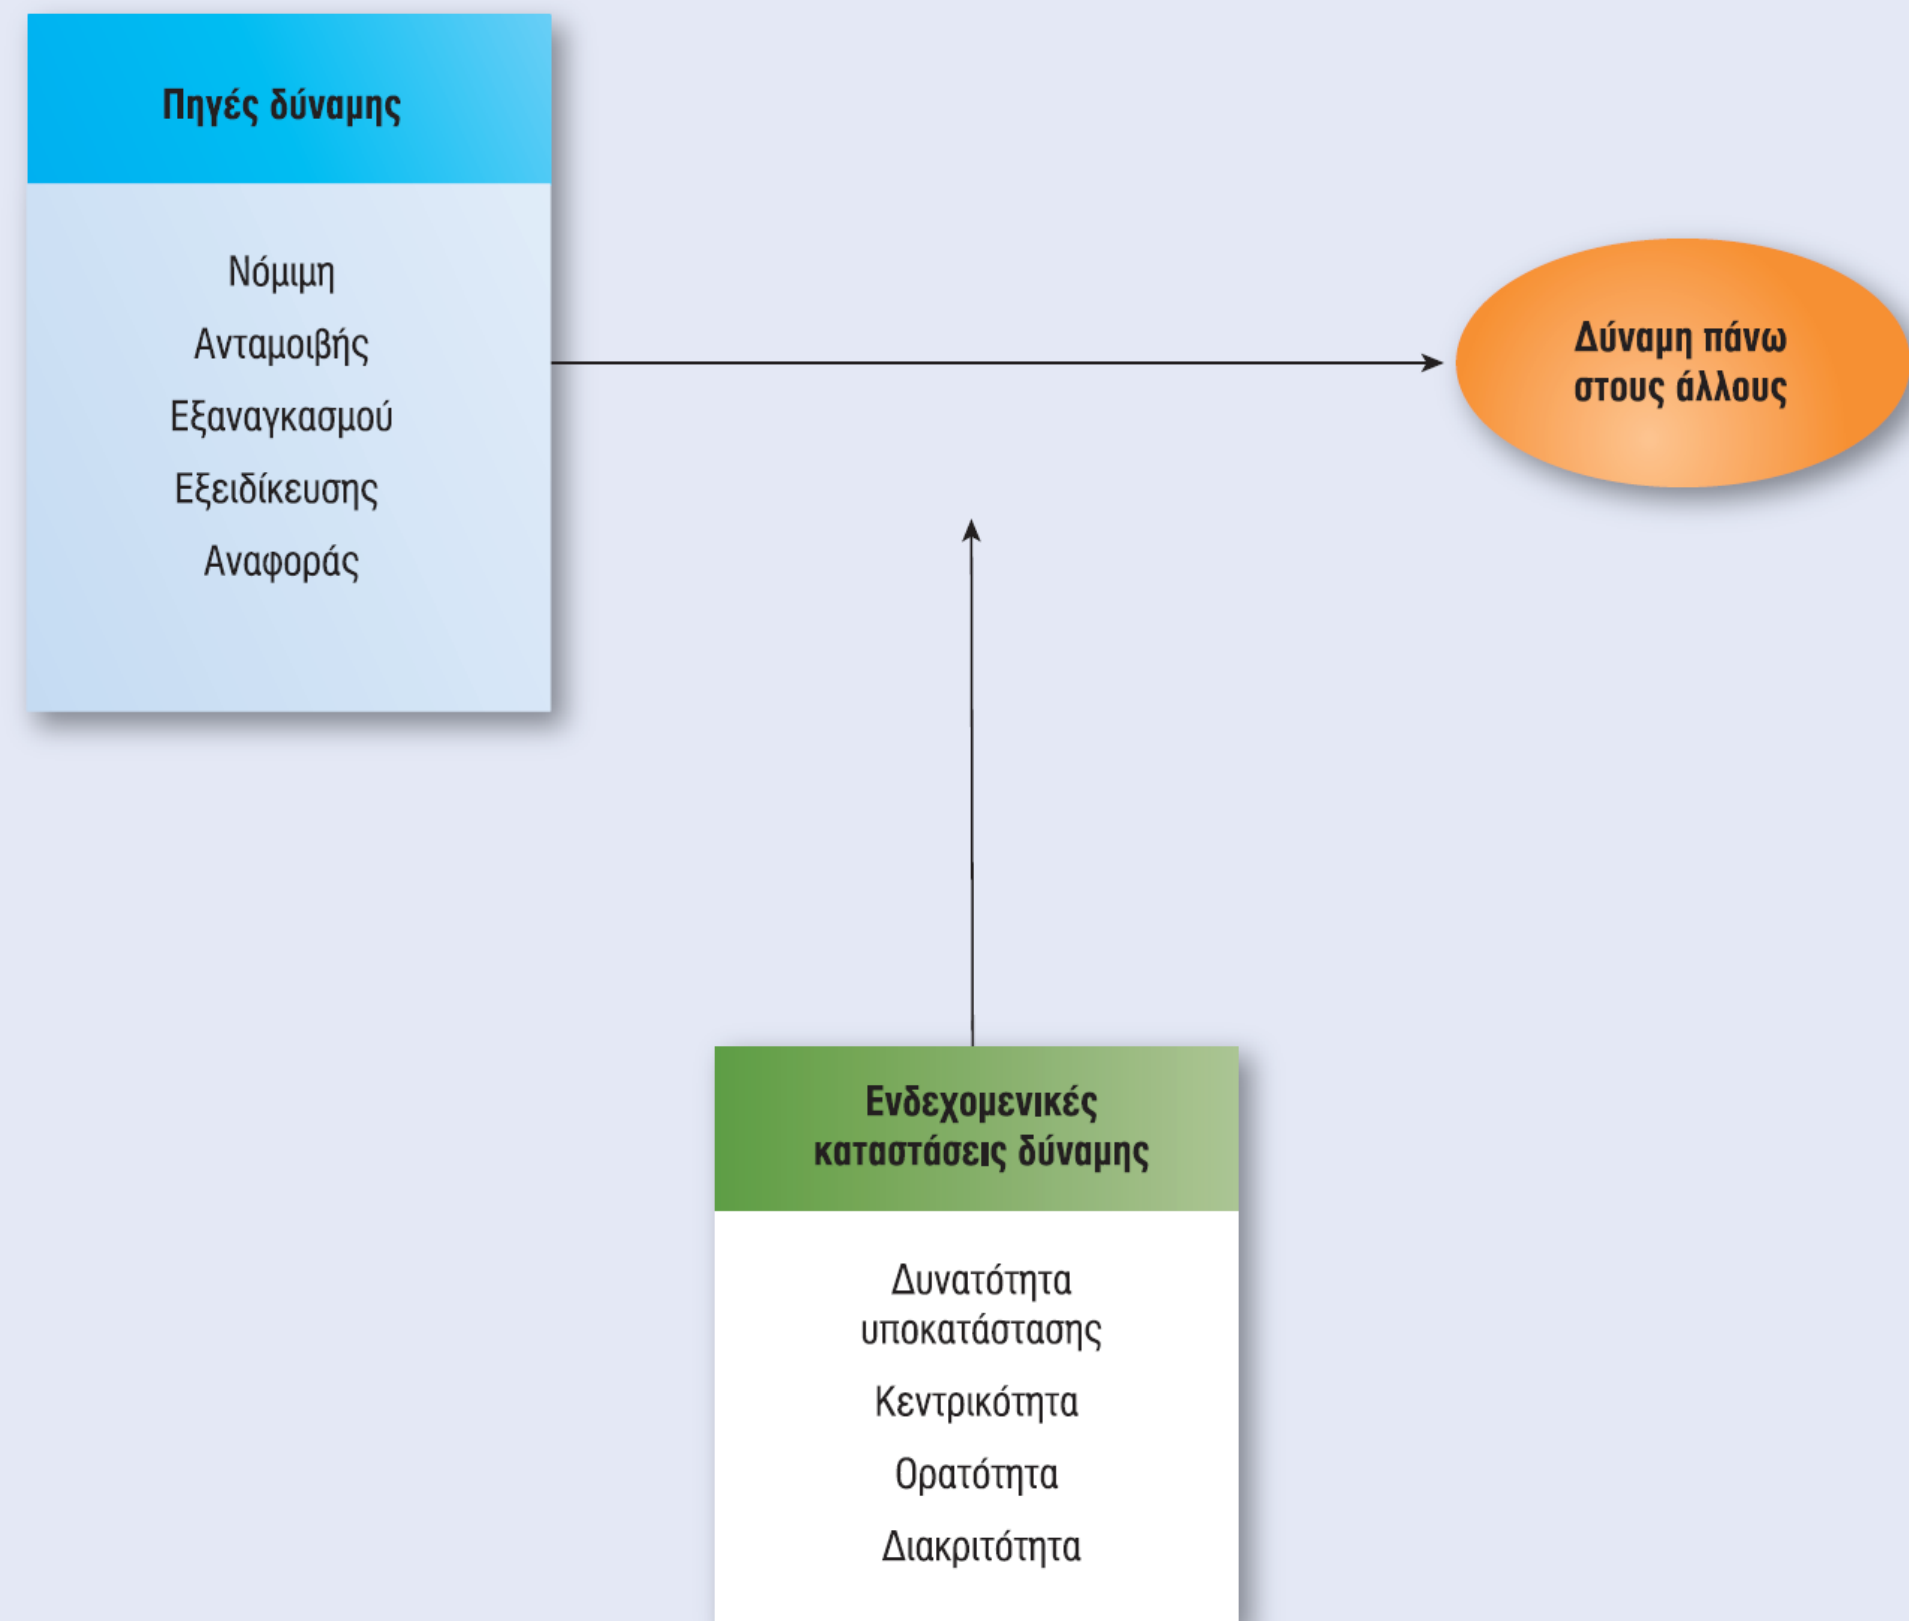 Πηγές δύναμης
Νόμιμη
Ανταμοιβής
Εξαναγκασμού
Εξειδίκευσης
Αναφοράς
Δύναμη πάνω
στους άλλους
Ενδεχομενικές
καταστάσεις δύναμης
Δυνατότητα
υποκατάστασης
Κεντρικότητα
Ορατότητα
Διακριτότητα